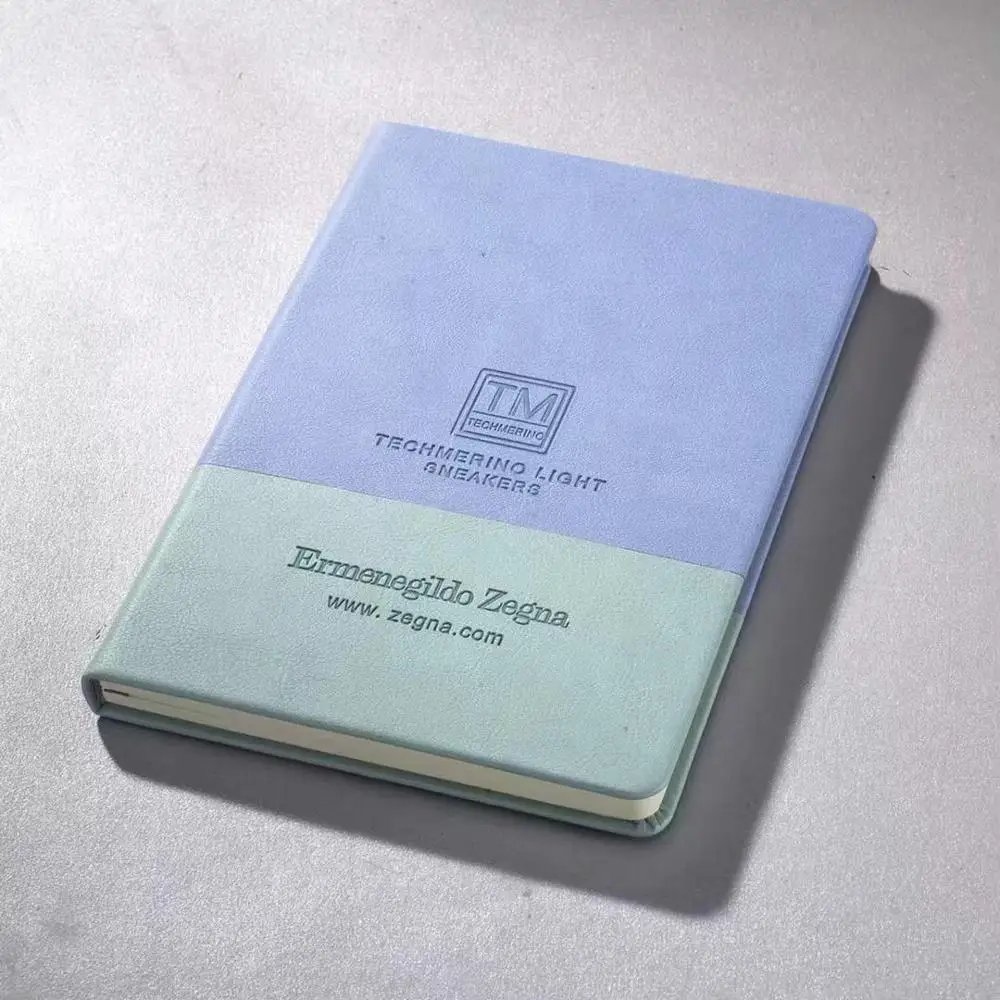 TM
TECHMERINO
TECHMERINO LIGHT
SNEAKERS
Ermenegildo Zegna
www. zegna.com